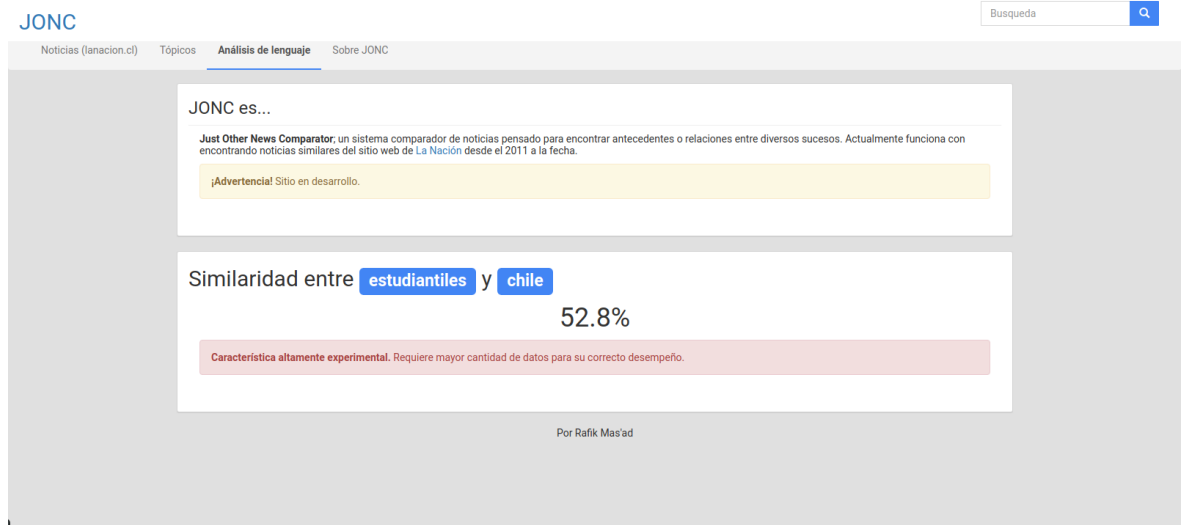 JONC
Busqueda
Noticias (lanacion.cl) Tópicos Análisis de lenguaje Sobre JONC
JONC es...
Just Other News Comparator; un sistema comparador de noticias pensado para encontrar antecedentes o relaciones entre diversos sucesos. Actualmente funciona con
encontrando noticias similares del sitio web de La Nación desde el 2011 a la fecha.
¡Advertencia! Sitio en desarrollo.
Similaridad entre estudiantiles y chile
52.8%
Característica altamente experimental. Requiere mayor cantidad de datos para su correcto desempeño.
Por Rafik Mas'ad